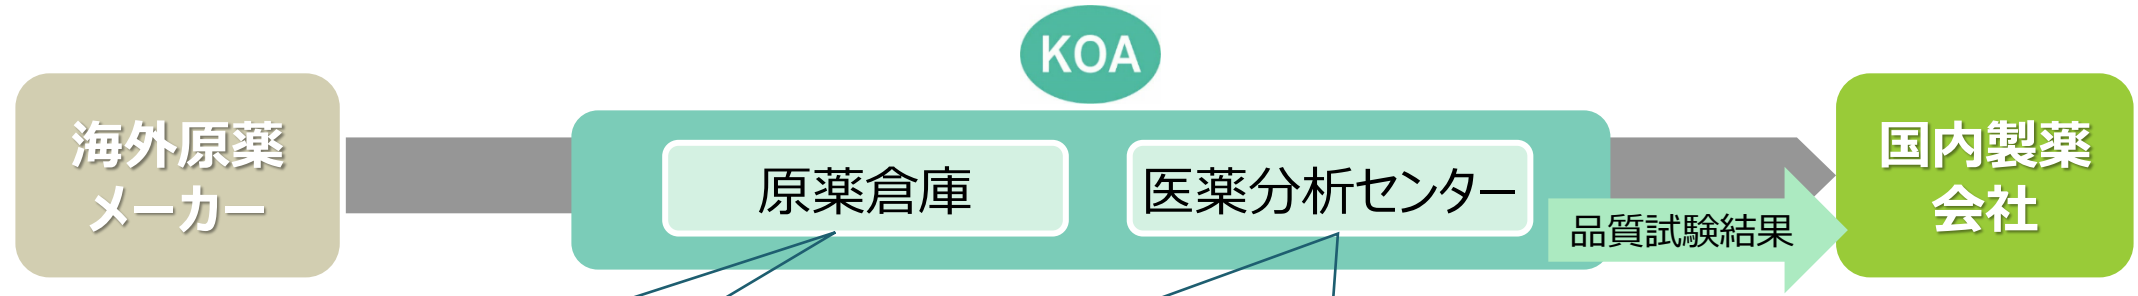 KOA
海外原薬
メーカー
原薬倉庫
医薬分析センター
品質試験結果
国内製薬
会社